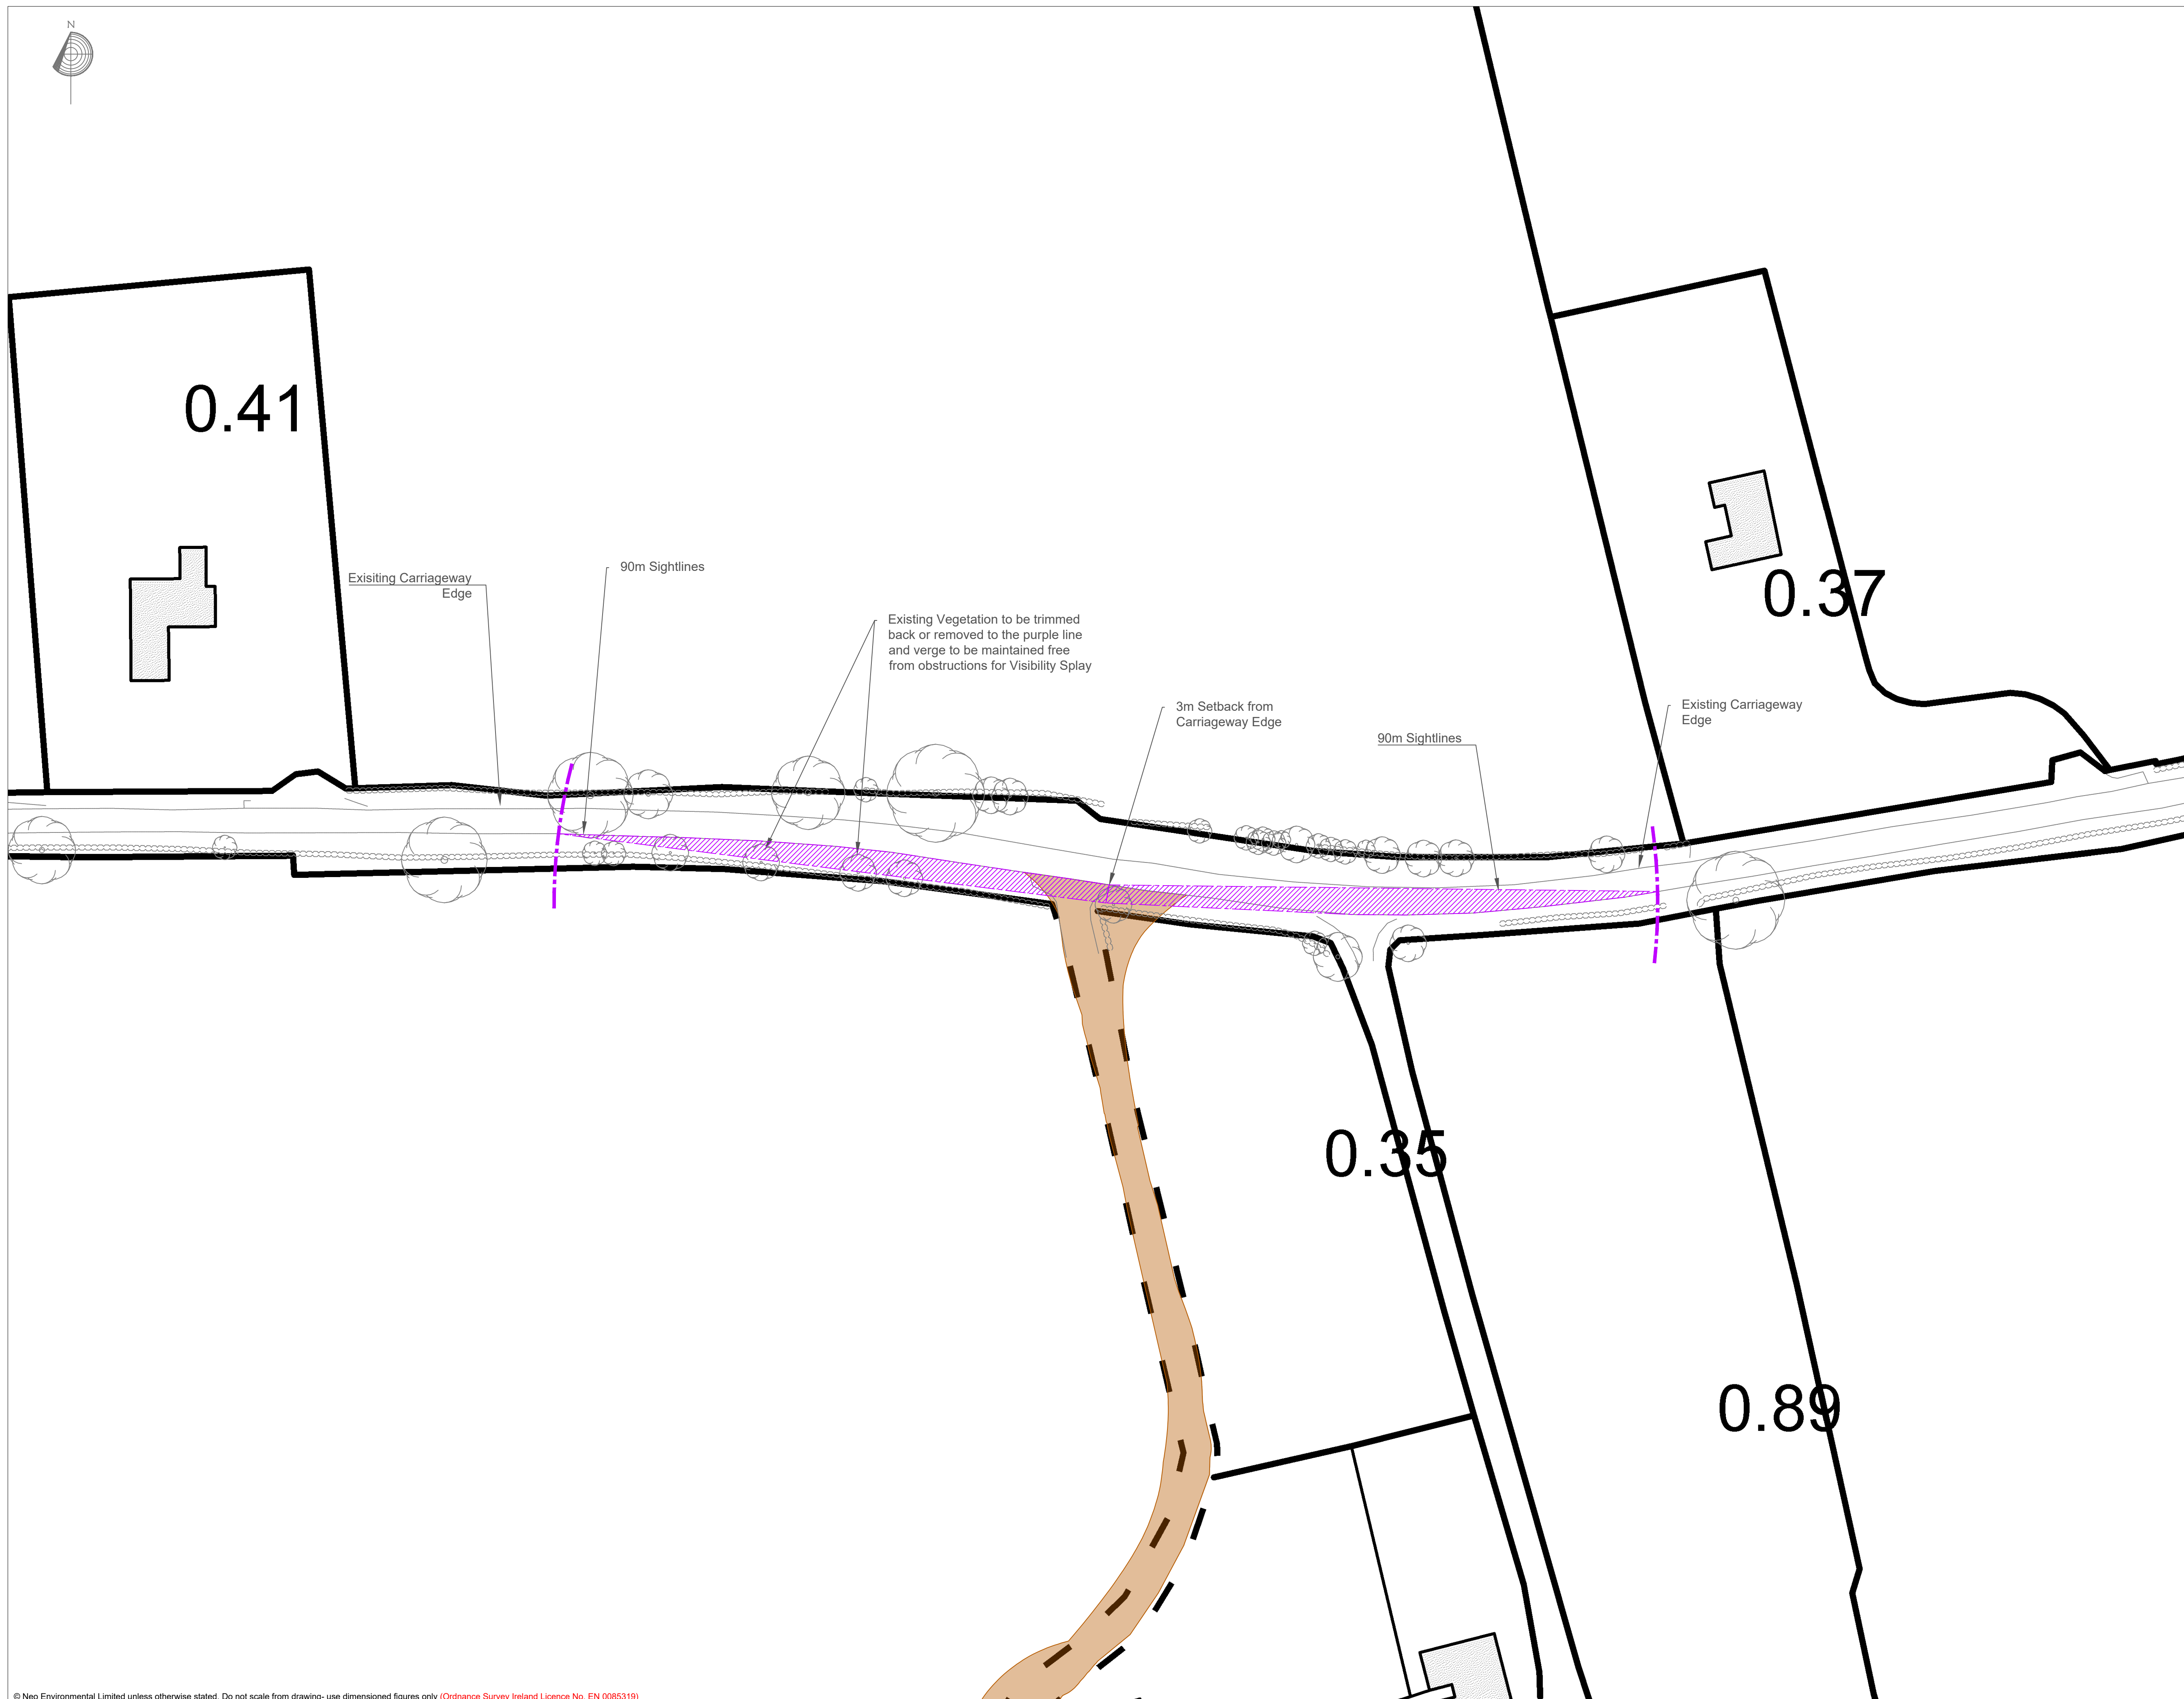 N
0.41
0.37
Exisiting Carriageway
Edge
90m Sightlines
Existing Vegetation to be trimmed
back or removed to the purple line
and verge to be maintained free
from obstructions for Visibility Splay
3m Setback from
Carriageway Edge
90m Sightlines
Existing Carriageway
Edge
0.35
0.89
© Neo Environmental Limited unless otherwise stated. Do not scale from drawing- use dimensioned figures only (Ordnance Survey Ireland Licence No. EN 0085319)